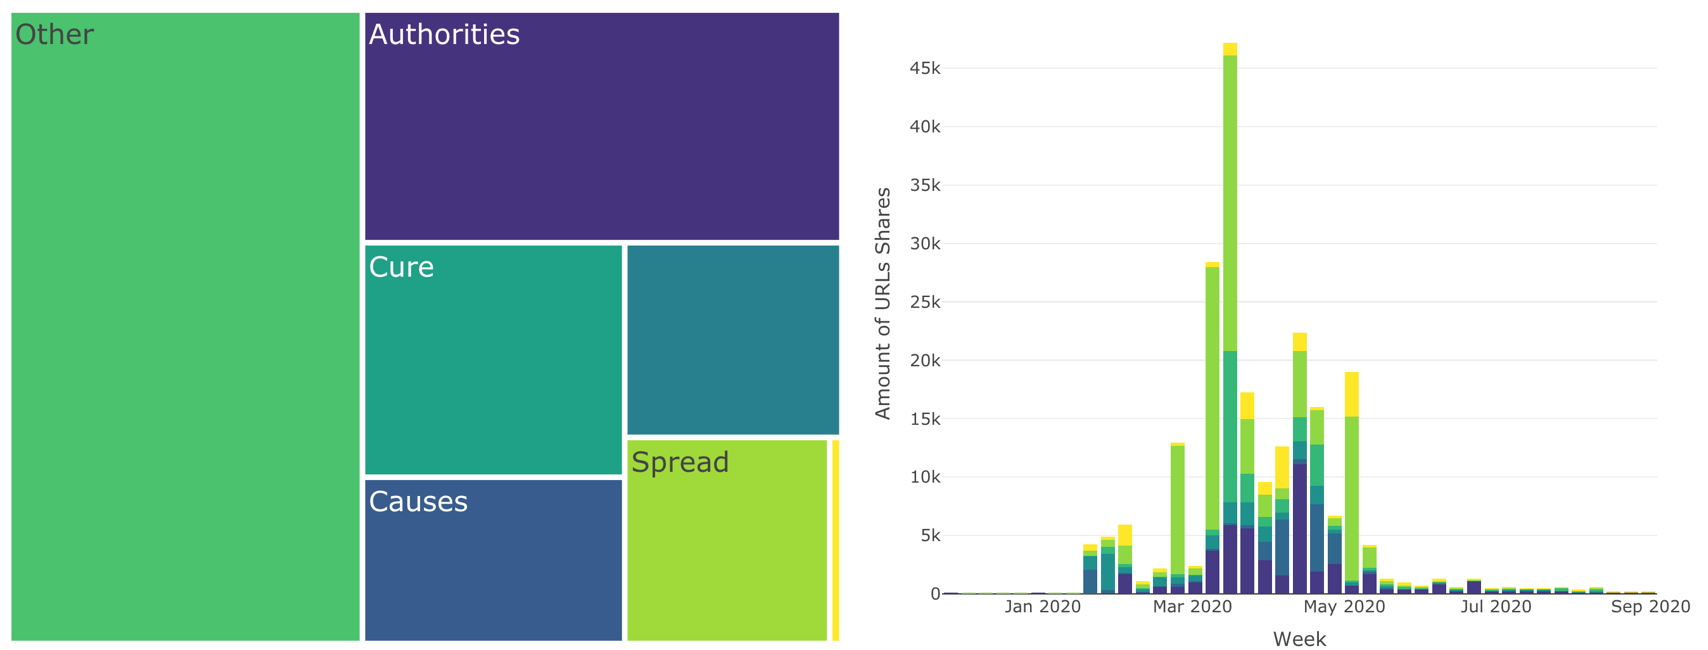 Other
Authorities
Cure
Causes
Spread
45k
40k
35k
30k
25k
20k
15k
10k
5k
0
Amount of URLs Shares
Jan 2020 Mar 2020 May 2020 Jul 2020 Sep 2020
Week